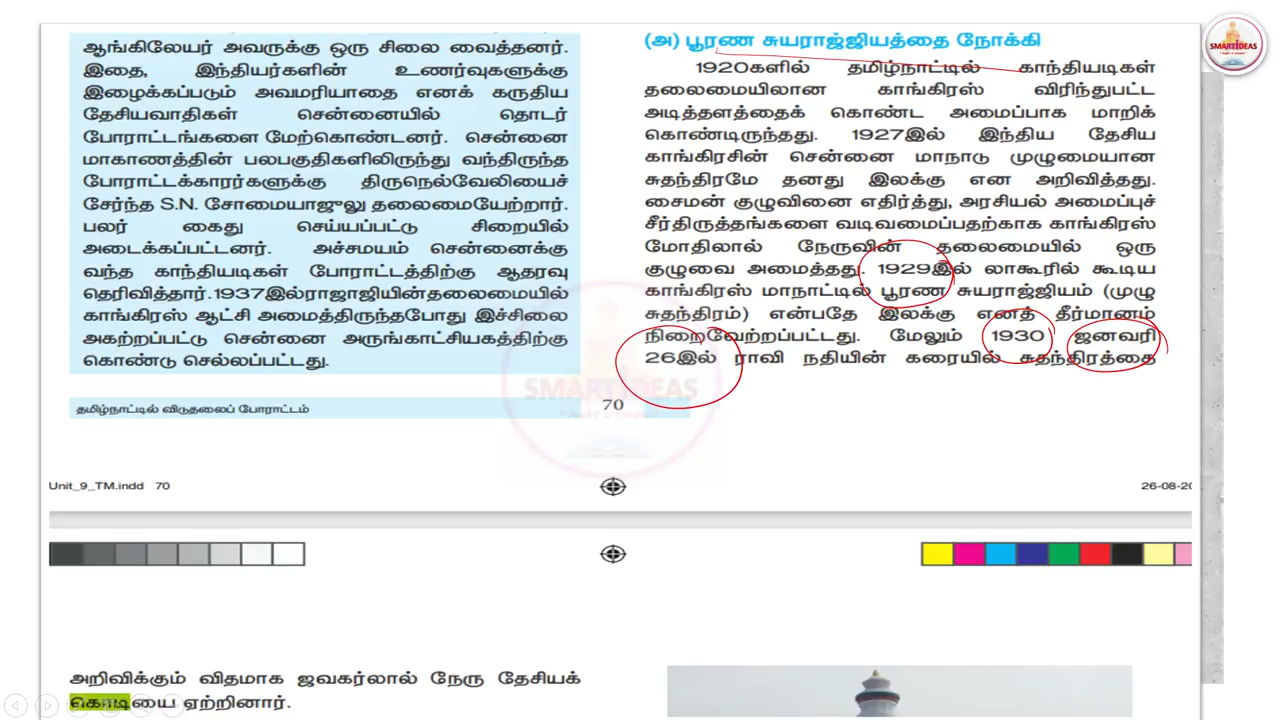 ஆங்கிலேயர் அவருக்கு ஒரு சிலை வைத்தனர்.
இதை, இந்தியர்களின் உணர்வுகளுக்கு
இழைக்கப்படும் அவமரியாதை எனக் கருதிய
தேசியவாதிகள் சென்னையில் தொடர்
போராட்டங்களை மேற்கொண்டனர். சென்னை
மாகாணத்தின் பலபகுதிகளிலிருந்து வந்திருந்த
போராட்டக்காரர்களுக்கு திருநெல்வேலியைச்
சேர்ந்த S.N. சோமையாஜுலு தலைமையேற்றார்.
பலர் கைது செய்யப்பட்டு சிறையில்
அடைக்கப்பட்டனர். அச்சமயம் சென்னைக்கு
வந்த காந்தியடிகள் போராட்டத்திற்கு ஆதரவு
தெரிவித்தார். 1937இல்ராஜாஜியின்தலைமையில்
காங்கிரஸ் ஆட்சி அமைத்திருந்தபோது இச்சிலை
அகற்றப்பட்டு சென்னை அருங்காட்சியகத்திற்கு
கொண்டு செல்லப்பட்டது.
தமிழ்நாட்டில் விடுதலைப் போராட்டம்
70
(அ) பூரண சுயராஜ்ஜியத்தை நோக்கி
1920களில் தமிழ்நாட்டில் காந்தியடிகள்
தலைமையிலான காங்கிரஸ் விரிந்துபட்ட
அடித்தளத்தைக் கொண்ட அமைப்பாக மாறிக்
கொண்டிருந்தது. 1927இல் இந்திய தேசிய
காங்கிரசின் சென்னை மாநாடு முழுமையான
சுதந்திரமே தனது இலக்கு என அறிவித்தது.
சைமன் குழுவினை எதிர்த்து, அரசியல் அமைப்புச்
சீர்திருத்தங்களை வடிவமைப்பதற்காக காங்கிரஸ்
மோதிலால் நேருவின் தலைமையில் ஒரு
குழுவை அமைத்தது. 1929இல் லாகூரில் கூடிய
காங்கிரஸ் மாநாட்டில் பூரண சுயராஜ்ஜியம் (முழு
சுதந்திரம்) என்பதே இலக்கு எனத் தீர்மானம்
நிறைவேற்றப்பட்டது. மேலும் 1930 ஜனவரி
26இல் ராவி நதியின் கரையில் சுதந்திரத்தை
SMART IDEAS
SMART IDEAS
Unit_9_TM.indd 70
26-08-20
அறிவிக்கும் விதமாக ஜவகர்லால் நேரு தேசியக்
கொடியை ஏற்றினார்.